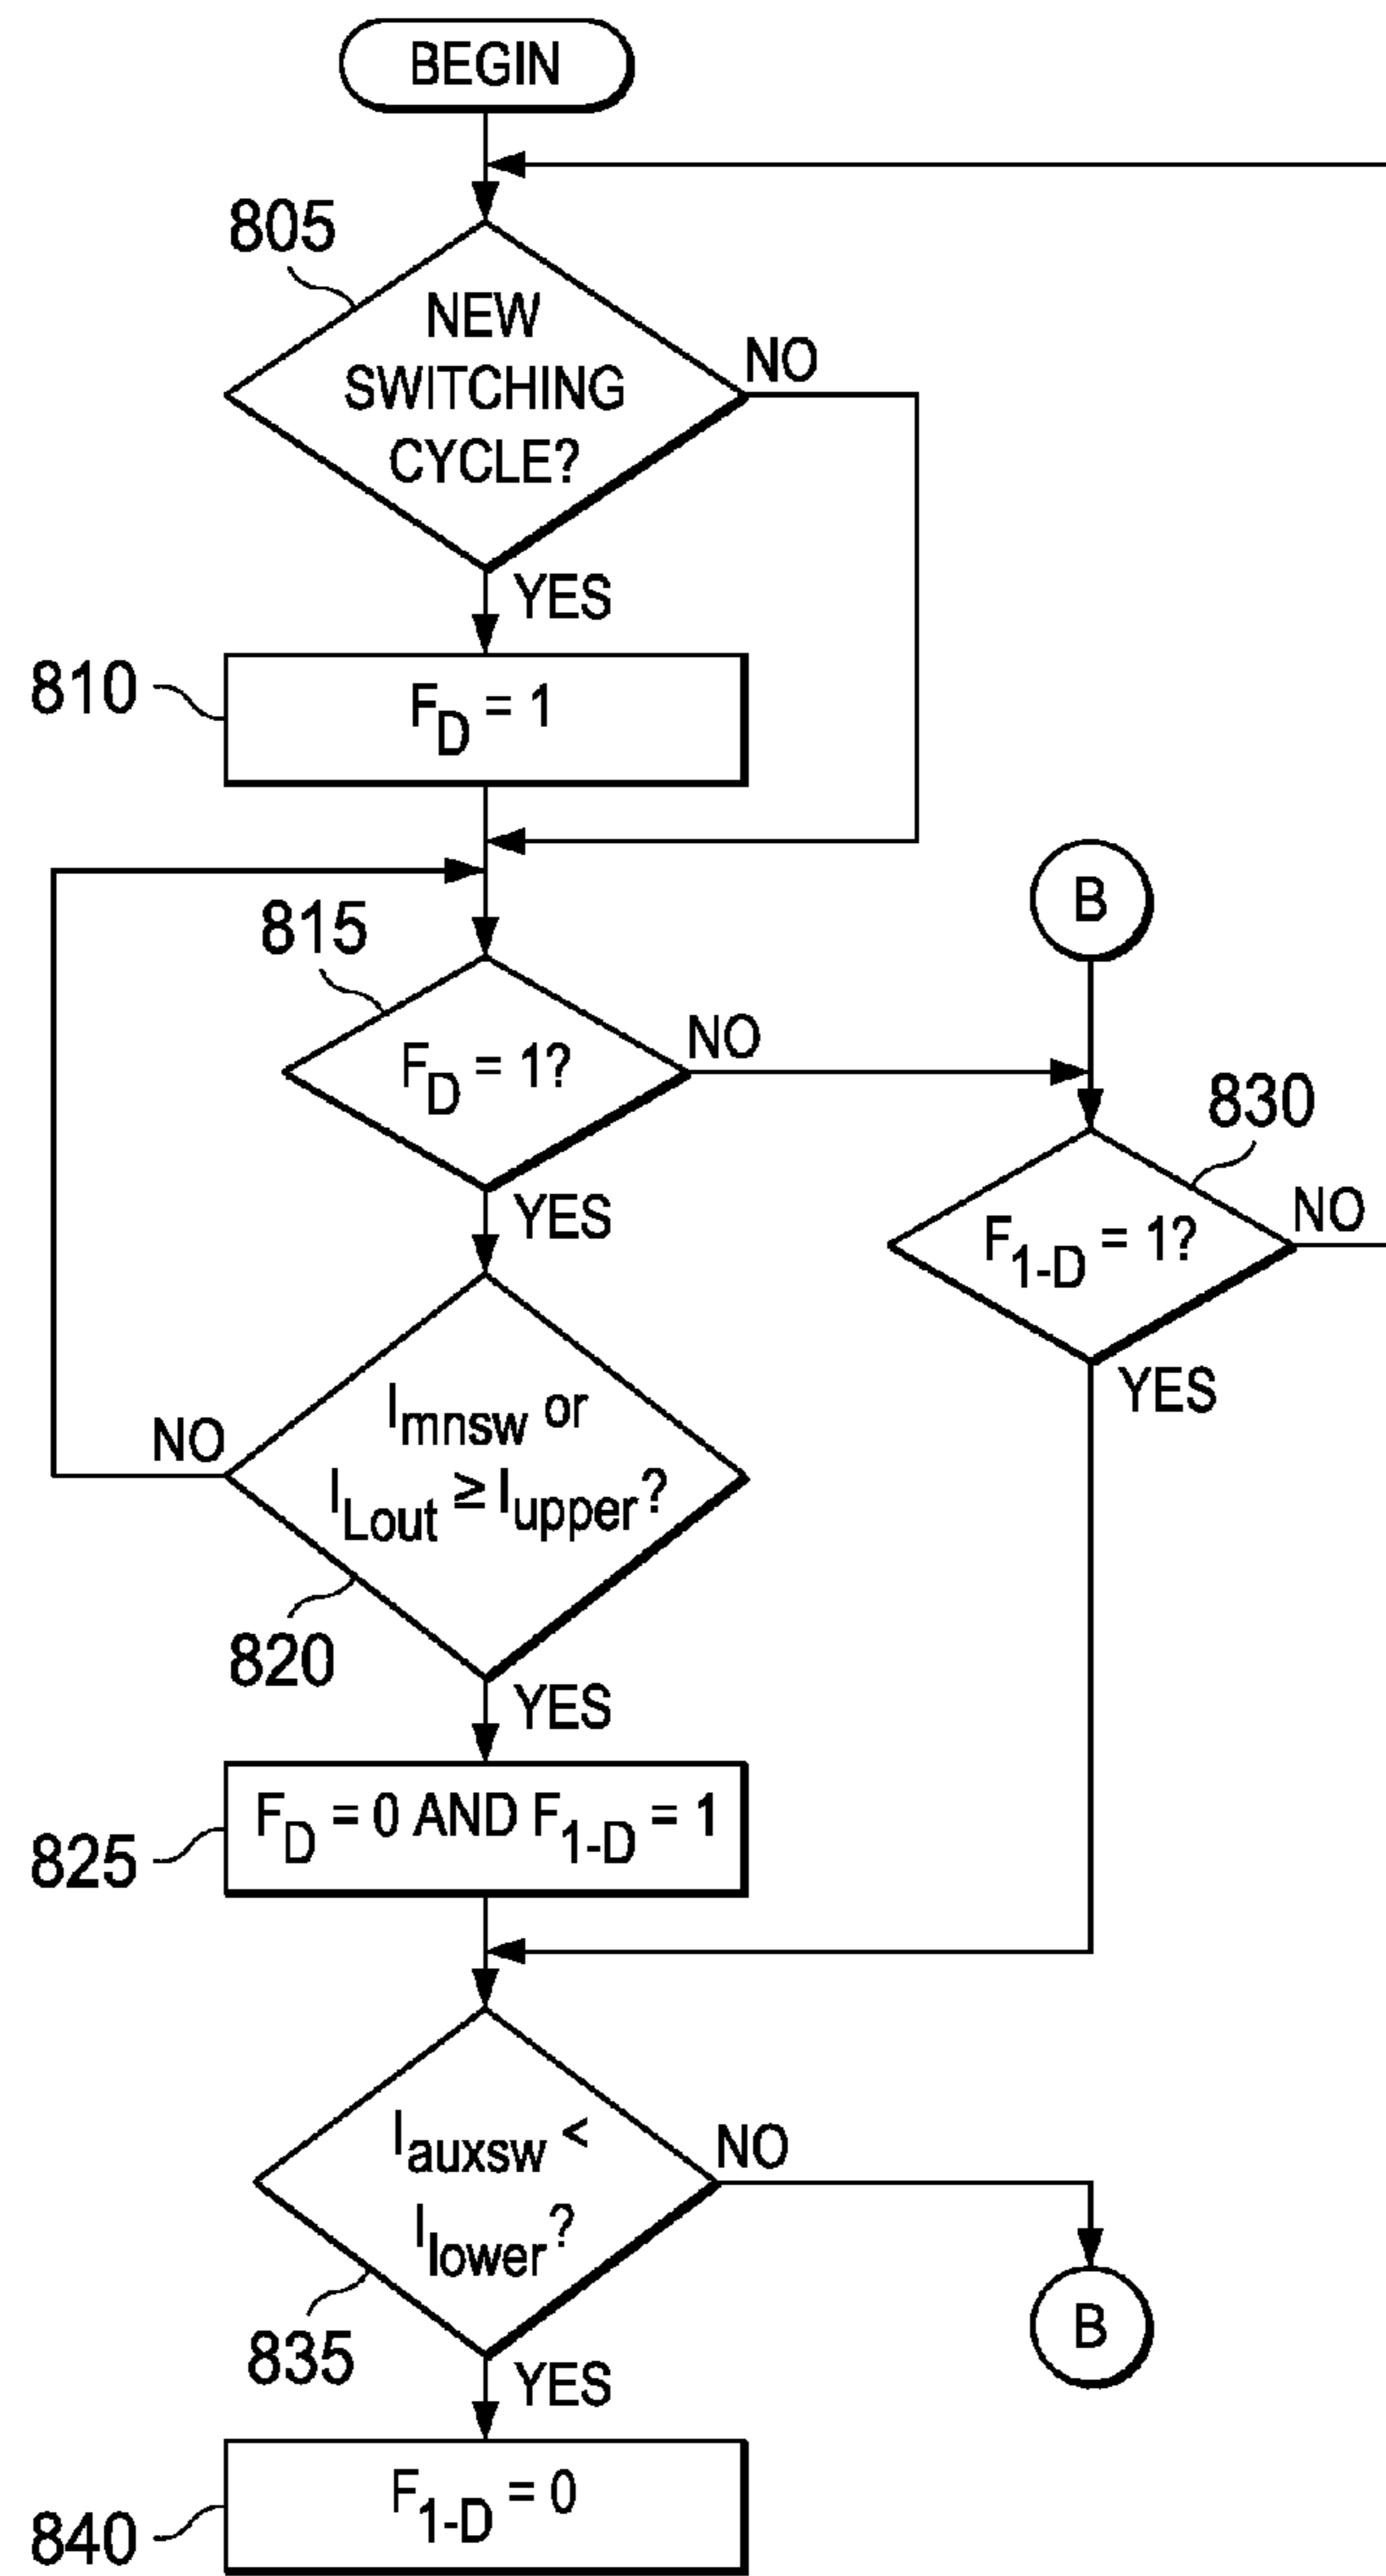 BEGIN
805
NEW
SWITCHING
CYCLE?
NO
YES
810
F_D = 1
815
F_D = 1?
NO
YES
B
830
F_1-D = 1?
NO
YES
I_mnsw or
I_Lout ≥ I_upper?
NO
820
YES
F_D = 0 AND F_1-D = 1
825
I_auxsw <
I_lower?
NO
835
YES
B
F_1-D = 0
840